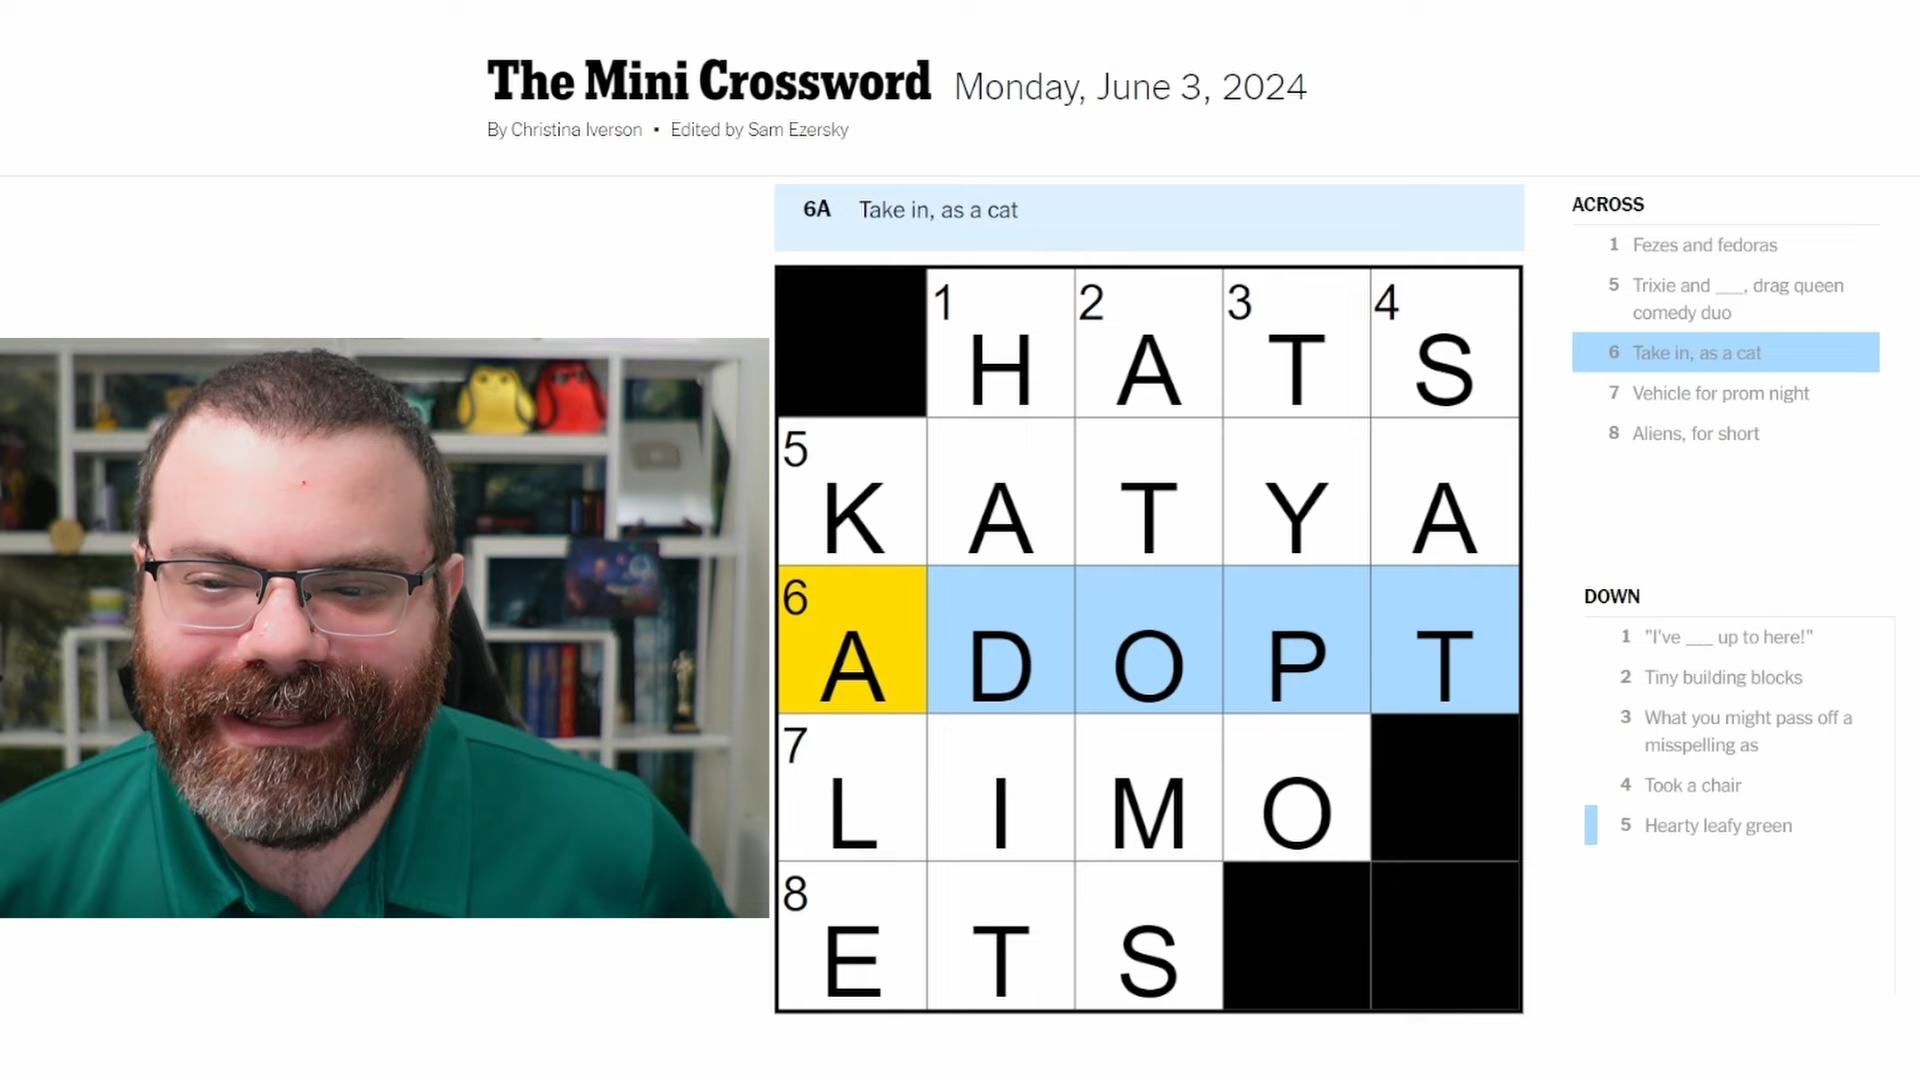 The Mini Crossword Monday, June 3, 2024
By Christina Iverson • Edited by Sam Ezersky
6A Take in, as a cat
1 H 2 A 3 T 4 S
5 K A T Y A
6 A D O P T
7 L I M O
8 E T S
ACROSS
1 Fezes and fedoras
5 Trixie and ___, drag queen
comedy duo
6 Take in, as a cat
7 Vehicle for prom night
8 Aliens, for short
DOWN
1 "I've ___ up to here!"
2 Tiny building blocks
3 What you might pass off a
misspelling as
4 Took a chair
5 Hearty leafy green